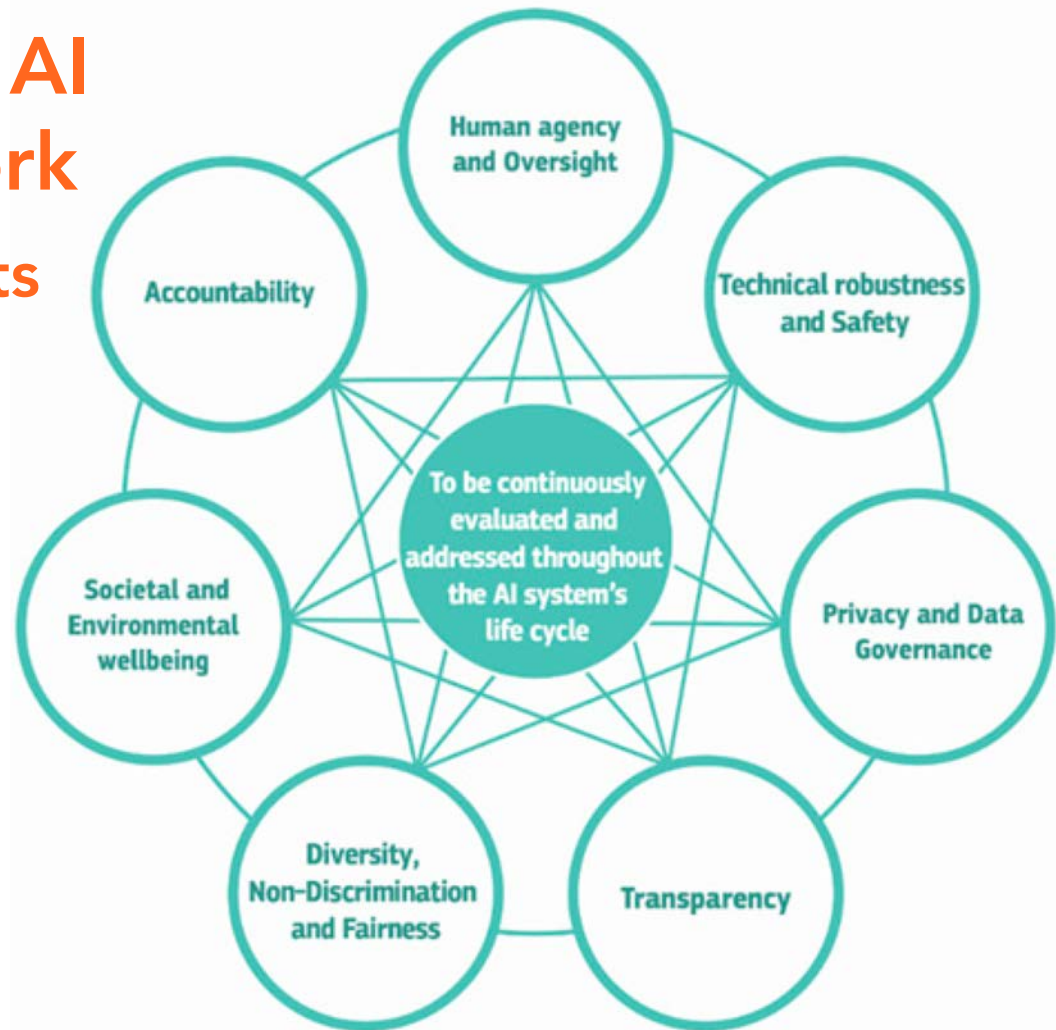 AI
rk
ts
Human agency
and Oversight
Accountability
Technical robustness
and Safety
To be continuously
evaluated and
addressed throughout
the AI system's
life cycle
Societal and
Environmental
wellbeing
Privacy and Data
Governance
Diversity,
Non-Discrimination
and Fairness
Transparency